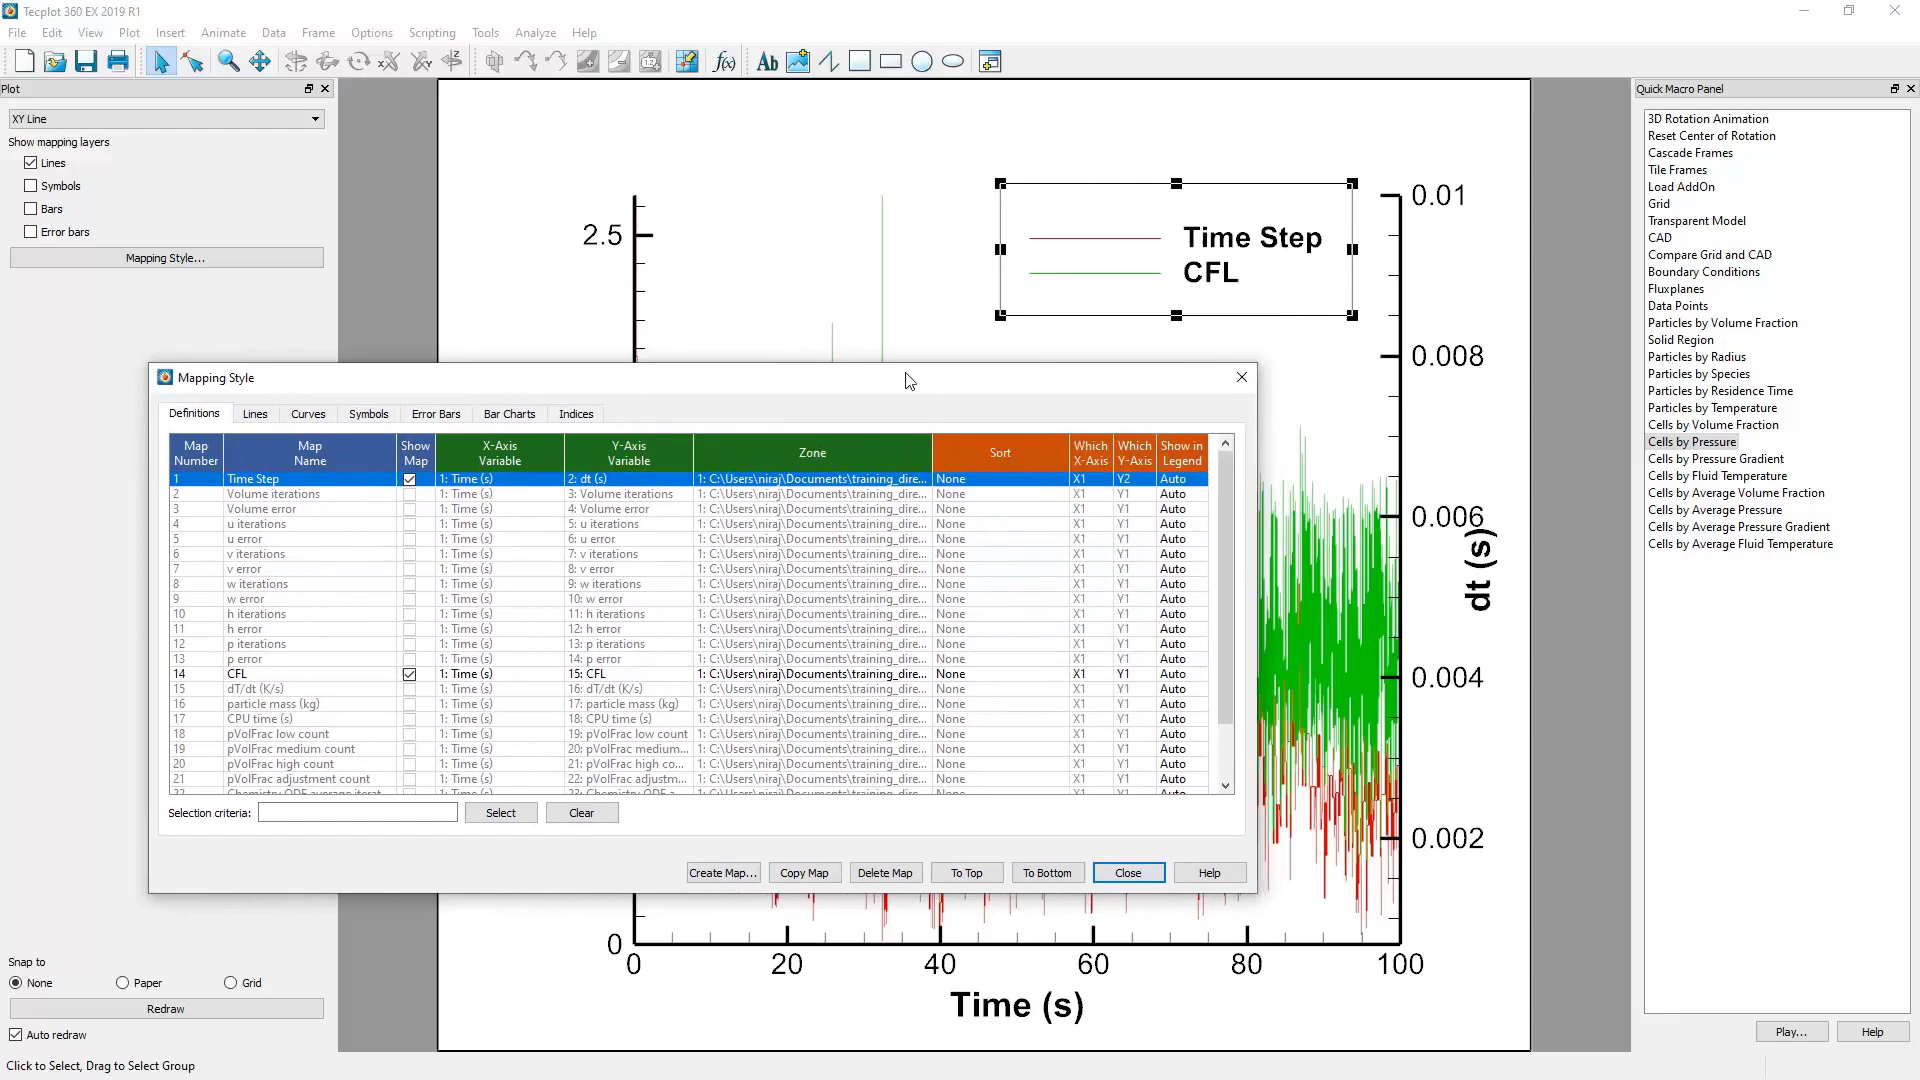 Tecplot 360 EX 2019 R1
File Edit View Plot Insert Animate Data Frame Options Scripting Tools Analyze Help
Plot
XY Line
Show mapping layers
Lines
Symbols
Bars
Error bars
Mapping Style...
Snap to
None Paper Grid
Redraw
Auto redraw
Click to Select, Drag to Select Group
2.5
0
0 20 40 60 80 100
Time (s)
Time Step
CFL
0.01
0.008
0.006
0.004
0.002
dt (s)
Mapping Style
Definitions Lines Curves Symbols Error Bars Bar Charts Indices
Map Number Map Name Show Map X-Axis Variable Y-Axis Variable Zone Sort Which X-Axis Which Y-Axis Show in Legend
1 Time Step 1: Time (s) 2: dt (s) 1: C:\Users\niraj\Documents\training_dire... None X1 Y2 Auto
2 Volume iterations 1: Time (s) 3: Volume iterations 1: C:\Users\niraj\Documents\training_dire... None X1 Y1 Auto
3 Volume error 1: Time (s) 4: Volume error 1: C:\Users\niraj\Documents\training_dire... None X1 Y1 Auto
4 u iterations 1: Time (s) 5: u iterations 1: C:\Users\niraj\Documents\training_dire... None X1 Y1 Auto
5 u error 1: Time (s) 6: u error 1: C:\Users\niraj\Documents\training_dire... None X1 Y1 Auto
6 v iterations 1: Time (s) 7: v iterations 1: C:\Users\niraj\Documents\training_dire... None X1 Y1 Auto
7 v error 1: Time (s) 8: v error 1: C:\Users\niraj\Documents\training_dire... None X1 Y1 Auto
8 w iterations 1: Time (s) 9: w iterations 1: C:\Users\niraj\Documents\training_dire... None X1 Y1 Auto
9 w error 1: Time (s) 10: w error 1: C:\Users\niraj\Documents\training_dire... None X1 Y1 Auto
10 h iterations 1: Time (s) 11: h iterations 1: C:\Users\niraj\Documents\training_dire... None X1 Y1 Auto
11 h error 1: Time (s) 12: h error 1: C:\Users\niraj\Documents\training_dire... None X1 Y1 Auto
12 p iterations 1: Time (s) 13: p iterations 1: C:\Users\niraj\Documents\training_dire... None X1 Y1 Auto
13 p error 1: Time (s) 14: p error 1: C:\Users\niraj\Documents\training_dire... None X1 Y1 Auto
14 CFL 1: Time (s) 15: CFL 1: C:\Users\niraj\Documents\training_dire... None X1 Y1 Auto
15 dT/dt (K/s) 1: Time (s) 16: dT/dt (K/s) 1: C:\Users\niraj\Documents\training_dire... None X1 Y1 Auto
16 particle mass (kg) 1: Time (s) 17: particle mass (kg) 1: C:\Users\niraj\Documents\training_dire... None X1 Y1 Auto
17 CPU time (s) 1: Time (s) 18: CPU time (s) 1: C:\Users\niraj\Documents\training_dire... None X1 Y1 Auto
18 pVolFrac low count 1: Time (s) 19: pVolFrac low count 1: C:\Users\niraj\Documents\training_dire... None X1 Y1 Auto
19 pVolFrac medium count 1: Time (s) 20: pVolFrac medium... 1: C:\Users\niraj\Documents\training_dire... None X1 Y1 Auto
20 pVolFrac high count 1: Time (s) 21: pVolFrac high co... 1: C:\Users\niraj\Documents\training_dire... None X1 Y1 Auto
21 pVolFrac adjustment count 1: Time (s) 22: pVolFrac adjustm... 1: C:\Users\niraj\Documents\training_dire... None X1 Y1 Auto
Selection criteria: Select Clear
Create Map... Copy Map Delete Map To Top To Bottom Close Help
Quick Macro Panel
3D Rotation Animation
Reset Center of Rotation
Cascade Frames
Tile Frames
Load AddOn
Grid
Transparent Model
CAD
Compare Grid and CAD
Boundary Conditions
Fluxplanes
Data Points
Particles by Volume Fraction
Solid Region
Particles by Radius
Particles by Species
Particles by Residence Time
Particles by Temperature
Cells by Volume Fraction
Cells by Pressure
Cells by Pressure Gradient
Cells by Fluid Temperature
Cells by Average Volume Fraction
Cells by Average Pressure
Cells by Average Pressure Gradient
Cells by Average Fluid Temperature
Play... Help